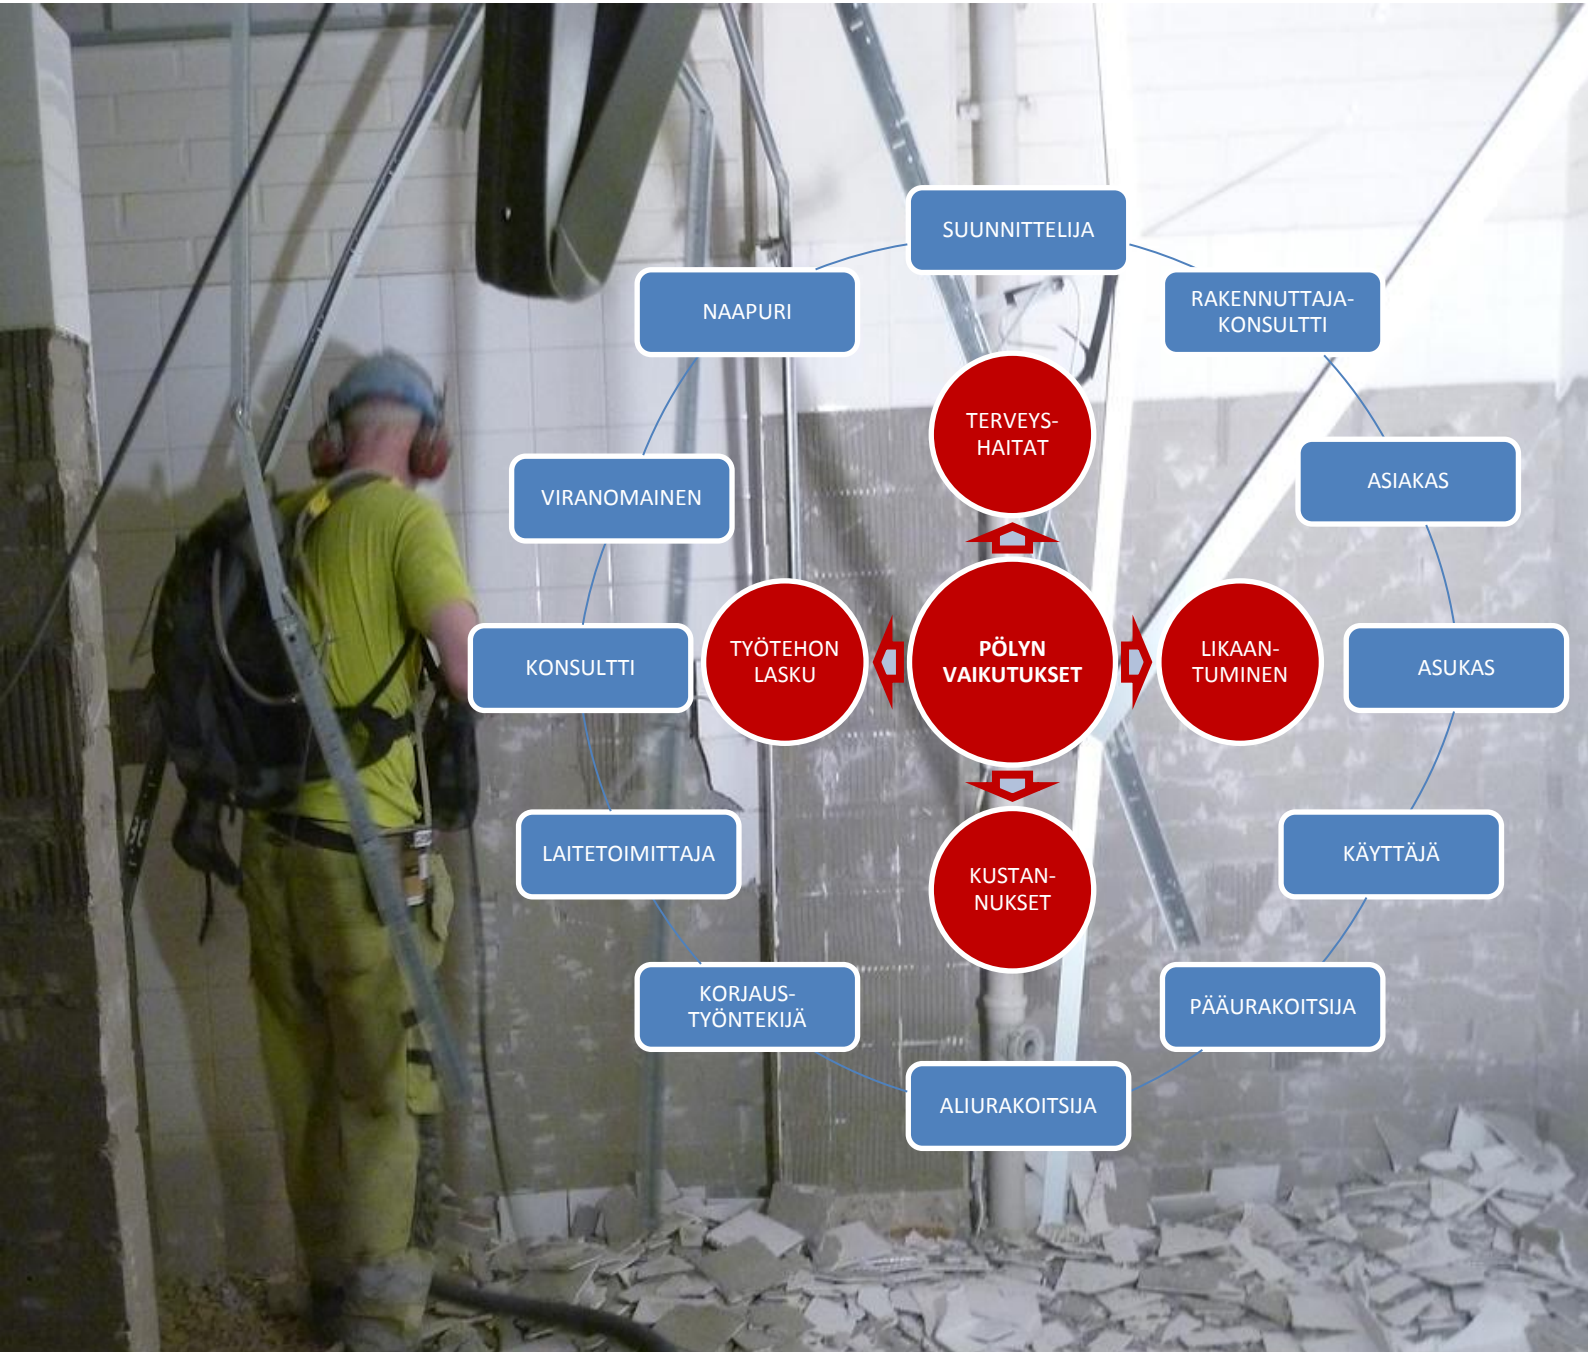 SUUNNITTELIJA
RAKENNUTTAJA-
KONSULTTI
ASIAKAS
ASUKAS
KÄYTTÄJÄ
PÄÄURAKOITSIJA
ALIURAKOITSIJA
KORJAUS-
TYÖNTEKIJÄ
LAITETOIMITTAJA
KONSULTTI
VIRANOMAINEN
NAAPURI
PÖLYN
VAIKUTUKSET
TERVEYS-
HAITAT
LIKAAN-
TUMINEN
KUSTAN-
NUKSET
TYÖTEHON
LASKU